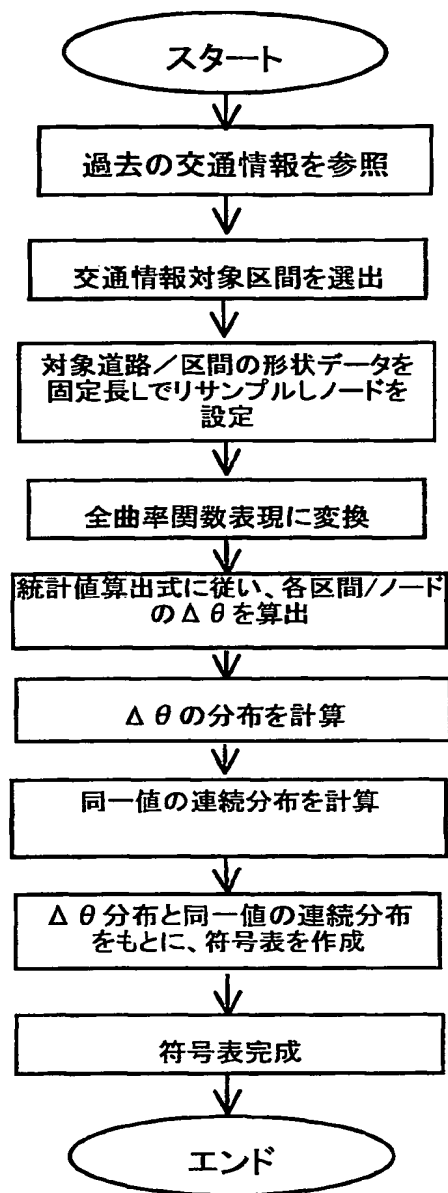 スタート
過去の交通情報を参照
交通情報対象区間を選出
対象道路／区間の形状データを
固定長Lでリサンプルしノードを
設定
全曲率関数表現に変換
統計値算出式に従い、各区間/ノード
のΔθを算出
Δθの分布を計算
同一値の連続分布を計算
Δθ分布と同一値の連続分布
をもとに、符号表を作成
符号表完成
エンド